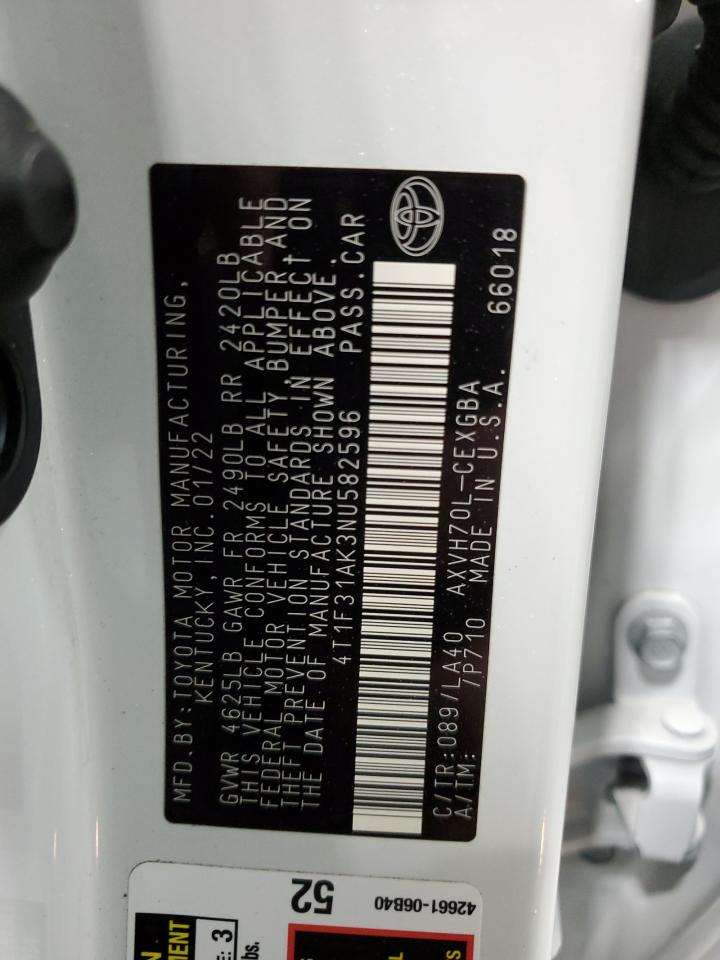 MFD. BY: TOYOTA MOTOR MANUFACTURING,
KENTUCKY, INC. 01/22
GVWR 4625LB GAWR FR 2490LB RR 2420LB
THIS VEHICLE CONFORMS TO ALL APPLICABLE
FEDERAL MOTOR VEHICLE SAFETY, BUMPER AND
THEFT PREVENTION STANDARDS IN EFFECT ON
THE DATE OF MANUFACTURE SHOWN ABOVE.
4T1F31AK3NU582596 PASS.CAR
C/TR:089/LA40 AXVH70L-CEXGBA
A/TM: /P710 MADE IN U.S.A. 66018
52
42661-06B40
3